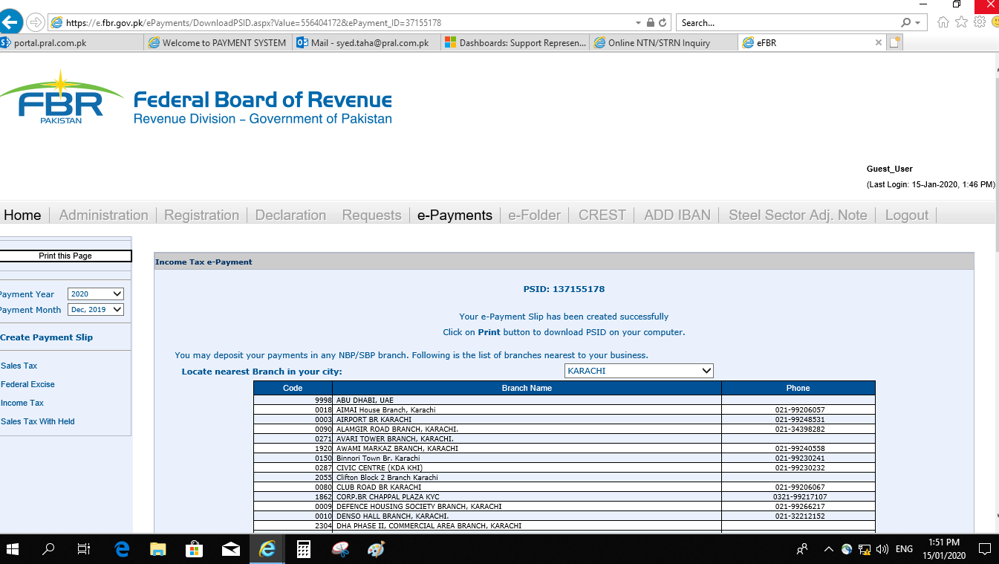 https://e.fbr.gov.pk/ePayments/DownloadPSID.aspx?Value=556404172&ePayment_ID=37155178
Search...
portal.pral.com.pk
Welcome to PAYMENT SYSTEM
Mail - syed.taha@pral.com.pk
Dashboards: Support Represen...
Online NTN/STRN Inquiry
eFBR
FBR
PAKISTAN
Federal Board of Revenue
Revenue Division – Government of Pakistan
Guest_User
(Last Login: 15-Jan-2020, 1:46 PM)
Home Administration Registration Declaration Requests e-Payments e-Folder CREST ADD IBAN Steel Sector Adj. Note Logout
Print this Page
Payment Year 2020
Payment Month Dec, 2019
Create Payment Slip
Sales Tax
Federal Excise
Income Tax
Sales Tax With Held
Income Tax e-Payment
PSID: 137155178
Your e-Payment Slip has been created successfully
Click on Print button to download PSID on your computer.
You may deposit your payments in any NBP/SBP branch. Following is the list of branches nearest to your business.
Locate nearest Branch in your city: KARACHI
Code Branch Name Phone
9998 ABU DHABI, UAE
0018 AIMAI House Branch, Karachi 021-99206057
0003 AIRPORT BR KARACHI 021-99248531
0090 ALAMGIR ROAD BRANCH, KARACHI. 021-34398282
0271 AVARI TOWER BRANCH, KARACHI.
1920 AWAMI MARKAZ BRANCH, KARACHI 021-99240558
0150 Binnori Town Br. Karachi 021-99230241
0287 CIVIC CENTRE (KDA KHI) 021-99230232
2055 Clifton Block 2 Branch Karachi
0080 CLUB ROAD BR KARACHI 021-99206067
1862 CORP.BR CHAPPAL PLAZA KYC 0321-99217107
0009 DEFENCE HOUSING SOCIETY BRANCH, KARACHI 021-99266217
0010 DENSO HALL BRANCH, KARACHI. 021-32212152
2304 DHA PHASE II, COMMERCIAL AREA BRANCH, KARACHI
ENG
1:51 PM
15/01/2020